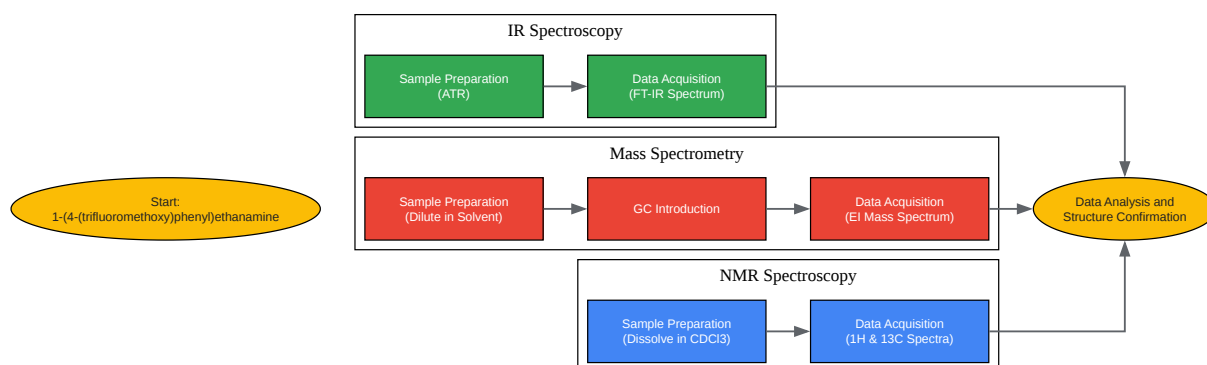 IR Spectroscopy
Sample Preparation
(ATR)
Data Acquisition
(FT-IR Spectrum)
Mass Spectrometry
Start:
1-(4-(trifluoromethoxy)phenyl)ethanamine
Sample Preparation
(Dilute in Solvent)
GC Introduction
Data Acquisition
(EI Mass Spectrum)
Data Analysis and
Structure Confirmation
NMR Spectroscopy
Sample Preparation
(Dissolve in CDCl3)
Data Acquisition
(1H & 13C Spectra)